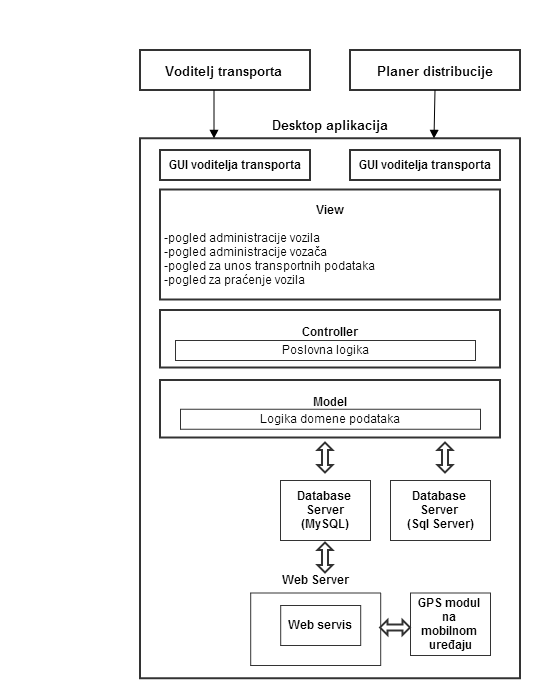 Voditelj transporta
Planer distribucije
Desktop aplikacija
GUI voditelja transporta
GUI voditelja transporta
View
-pogled administracije vozila
-pogled administracije vozača
-pogled za unos transportnih podataka
-pogled za praćenje vozila
Controller
Poslovna logika
Model
Logika domene podataka
Database
Server
(MySQL)
Database
Server
(Sql Server)
Web Server
Web servis
GPS modul
na
mobilnom
uređaju